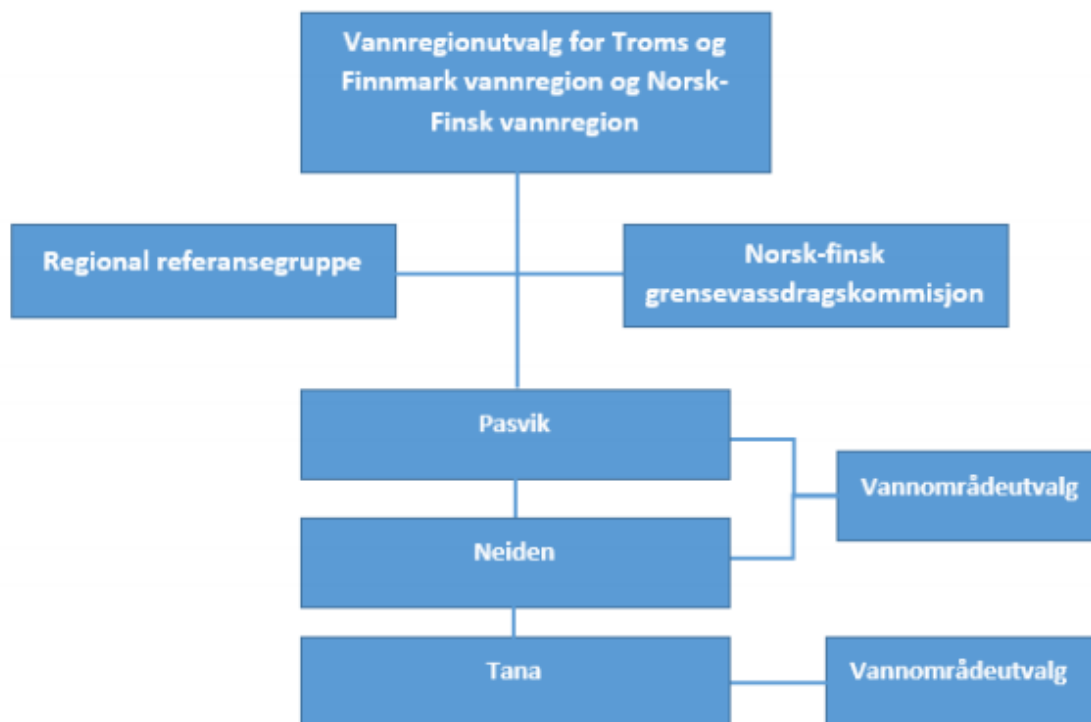 Vannregionutvalg for Troms og
Finnmark vannregion og Norsk-
Finsk vannregion
Regional referansegruppe
Norsk-finsk
grensevassdragskommisjon
Pasvik
Vannområdeutvalg
Neiden
Tana
Vannområdeutvalg